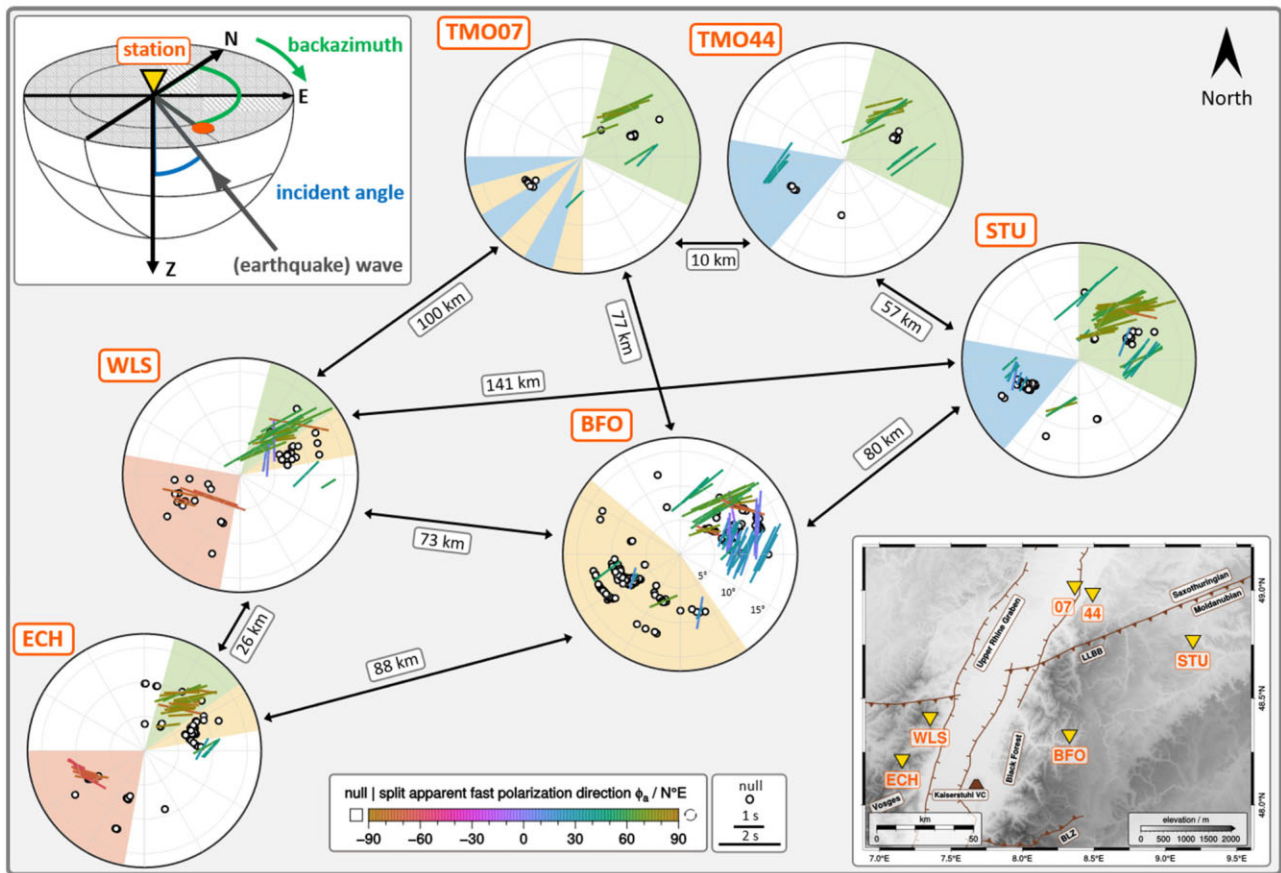 station
N
backazimuth
E
incident angle
Z
(earthquake) wave
TMO07
TMO44
North
STU
10 km
57 km
100 km
77 km
WLS
141 km
BFO
80 km
73 km
5°
10°
15°
ECH
26 km
88 km
null | split apparent fast polarization direction ϕa / N°E
−90 −60 −30 0 30 60 90
null
1 s
2 s
Upper Rhine Graben
07
44
Saxothuringian
Moldanubian
LLBB
STU
WLS
BFO
ECH
Black Forest
Kaiserstuhl VC
Vosges
BLZ
km
0 50
elevation / m
0 500 1000 1500 2000
49.0°N
48.5°N
48.0°N
7.0°E 7.5°E 8.0°E 8.5°E 9.0°E 9.5°E